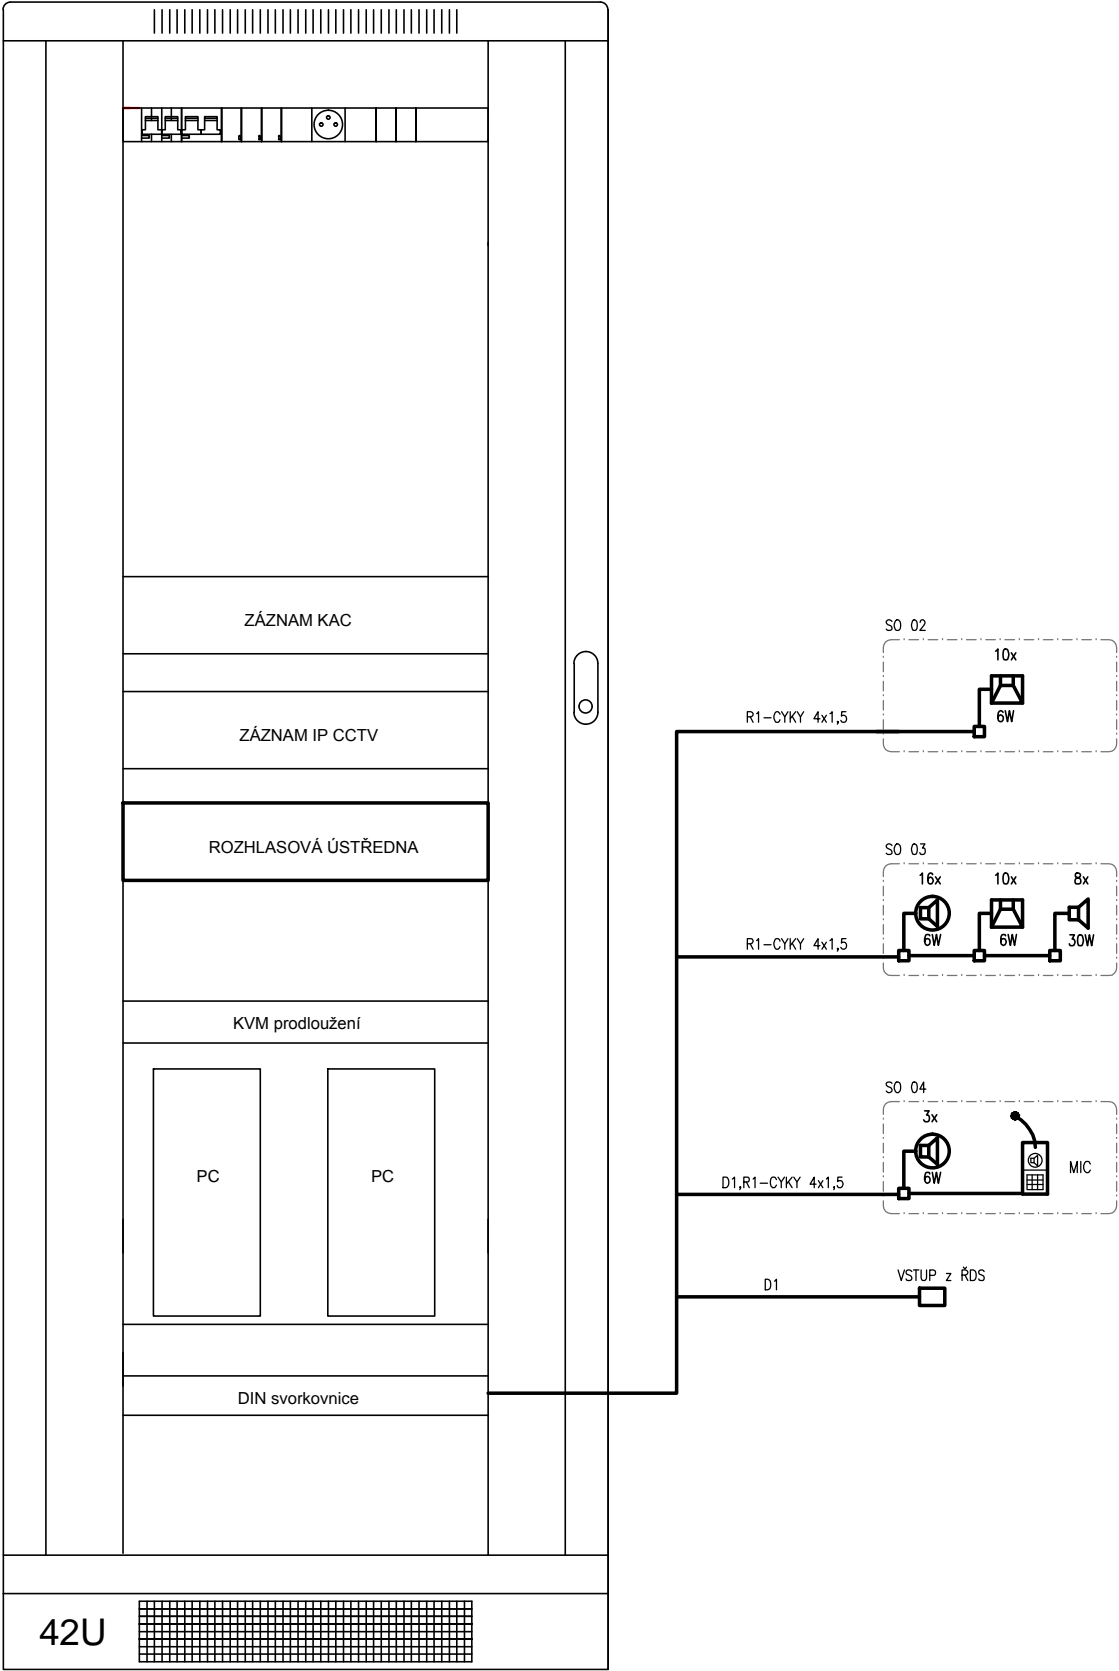 ZÁZNAM KAC
ZÁZNAM IP CCTV
ROZHLASOVÁ ÚSTŘEDNA
KVM prodloužení
PC PC
DIN svorkovnice
42U
SO 02
10x
6W
R1-CYKY 4x1,5
SO 03
16x 10x 8x
6W 6W 30W
R1-CYKY 4x1,5
SO 04
3x
6W
MIC
D1,R1-CYKY 4x1,5
VSTUP z ŘDS
D1